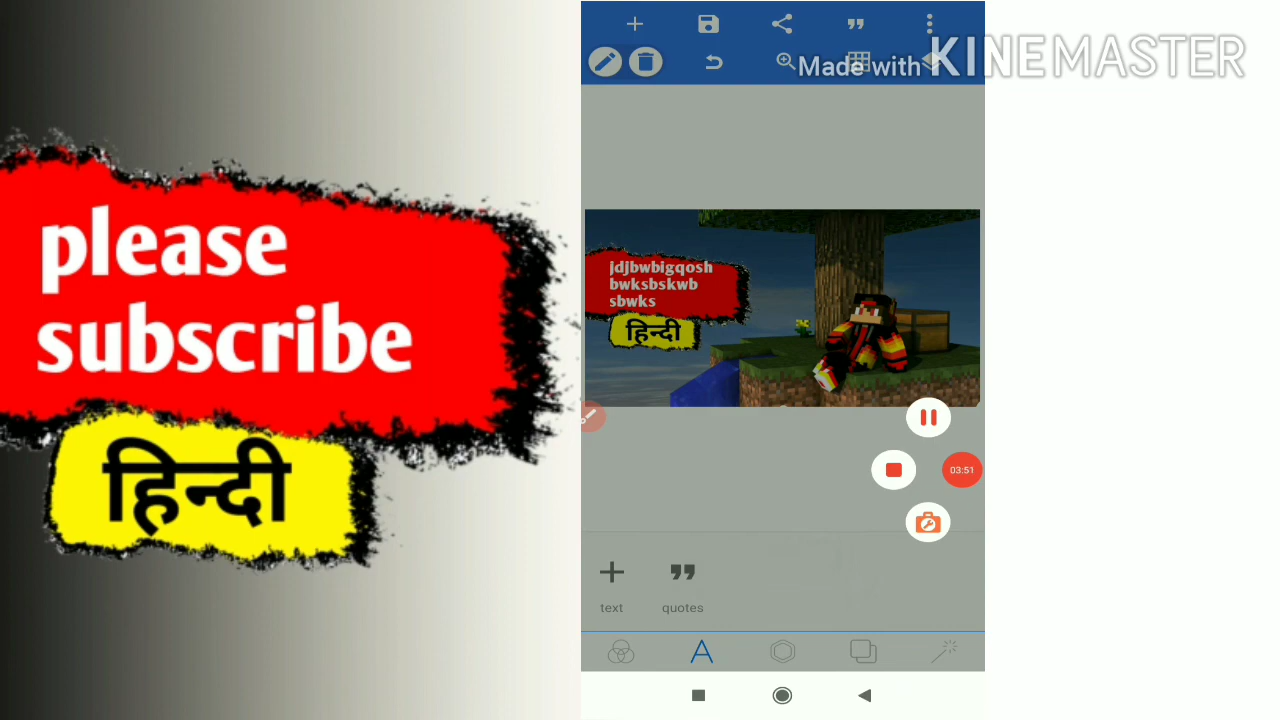 Made with KINEMASTER
please
subscribe
हिन्दी
jdjbwbigqosh
bwksbskwb
sbwks
हिन्दी
03:51
text
quotes